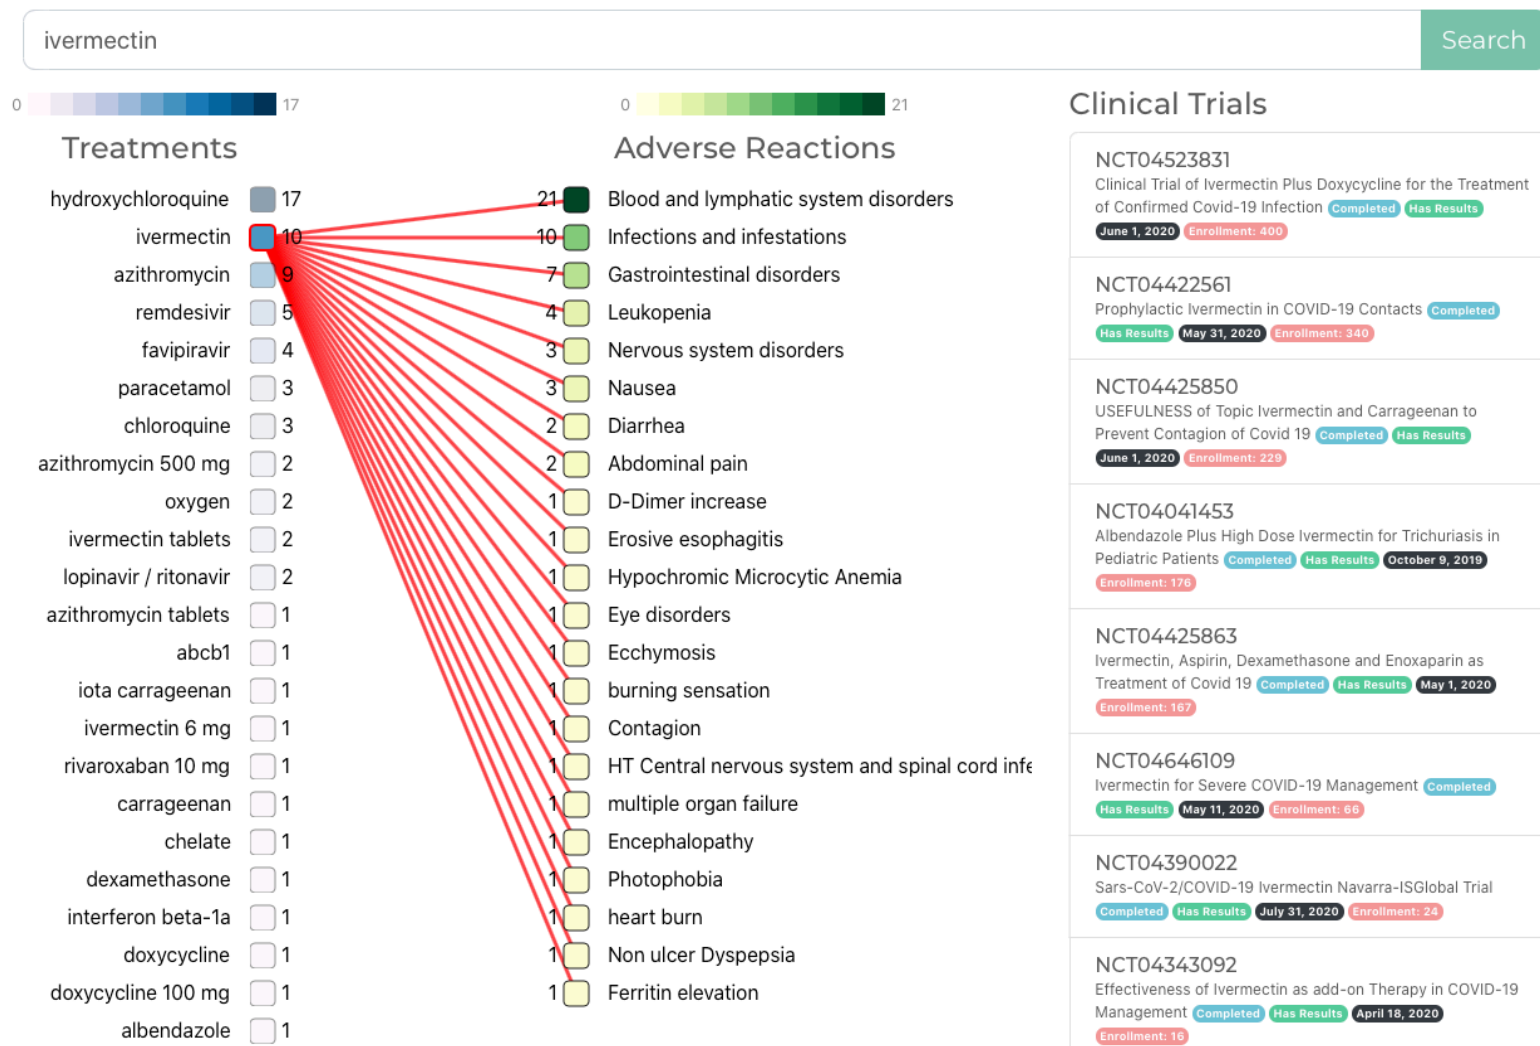 ivermectin
Search
0 17
0 21
Treatments
hydroxychloroquine 17
ivermectin 10
azithromycin 9
remdesivir 5
favipiravir 4
paracetamol 3
chloroquine 3
azithromycin 500 mg 2
oxygen 2
ivermectin tablets 2
lopinavir / ritonavir 2
azithromycin tablets 1
abcb1 1
iota carrageenan 1
ivermectin 6 mg 1
rivaroxaban 10 mg 1
carrageenan 1
chelate 1
dexamethasone 1
interferon beta-1a 1
doxycycline 1
doxycycline 100 mg 1
albendazole 1
Adverse Reactions
21 Blood and lymphatic system disorders
10 Infections and infestations
7 Gastrointestinal disorders
4 Leukopenia
3 Nervous system disorders
3 Nausea
2 Diarrhea
2 Abdominal pain
1 D-Dimer increase
1 Erosive esophagitis
1 Hypochromic Microcytic Anemia
1 Eye disorders
1 Ecchymosis
1 burning sensation
1 Contagion
1 HT Central nervous system and spinal cord infe
1 multiple organ failure
1 Encephalopathy
1 Photophobia
1 heart burn
1 Non ulcer Dyspepsia
1 Ferritin elevation
Clinical Trials
NCT04523831
Clinical Trial of Ivermectin Plus Doxycycline for the Treatment
of Confirmed Covid-19 Infection Completed Has Results
June 1, 2020 Enrollment: 400
NCT04422561
Prophylactic Ivermectin in COVID-19 Contacts Completed
Has Results May 31, 2020 Enrollment: 340
NCT04425850
USEFULNESS of Topic Ivermectin and Carrageenan to
Prevent Contagion of Covid 19 Completed Has Results
June 1, 2020 Enrollment: 229
NCT04041453
Albendazole Plus High Dose Ivermectin for Trichuriasis in
Pediatric Patients Completed Has Results October 9, 2019
Enrollment: 176
NCT04425863
Ivermectin, Aspirin, Dexamethasone and Enoxaparin as
Treatment of Covid 19 Completed Has Results May 1, 2020
Enrollment: 167
NCT04646109
Ivermectin for Severe COVID-19 Management Completed
Has Results May 11, 2020 Enrollment: 66
NCT04390022
Sars-CoV-2/COVID-19 Ivermectin Navarra-ISGlobal Trial
Completed Has Results July 31, 2020 Enrollment: 24
NCT04343092
Effectiveness of Ivermectin as add-on Therapy in COVID-19
Management Completed Has Results April 18, 2020
Enrollment: 16